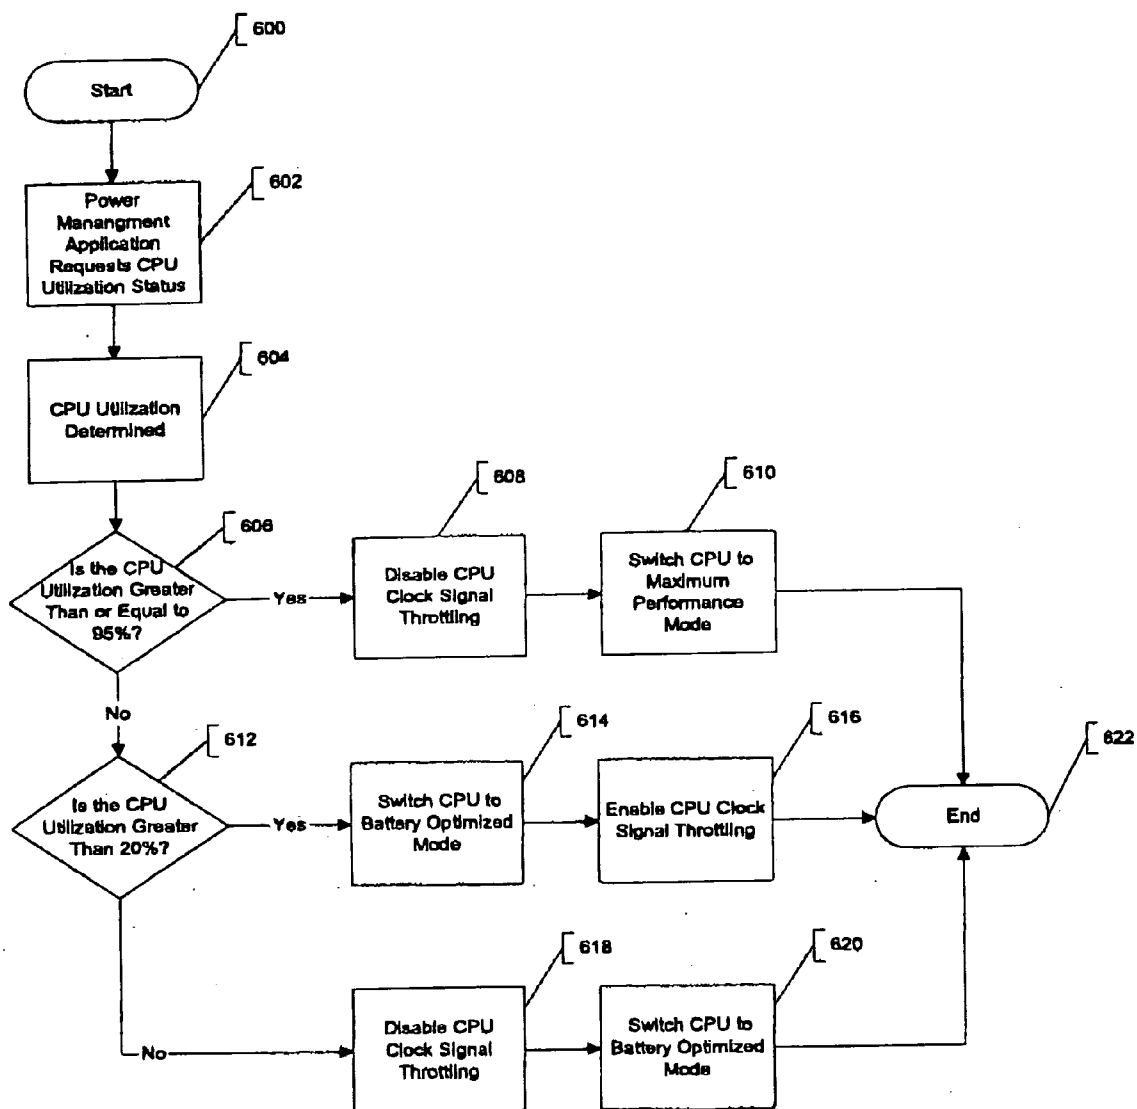 600
Start
602
Power
Manangment
Application
Requests CPU
Utilization Status
604
CPU Utilization
Determined
606
Is the CPU
Utilization Greater
Than or Equal to
95%?
Yes
608
Disable CPU
Clock Signal
Throttling
610
Switch CPU to
Maximum
Performance
Mode
No
612
Is the CPU
Utilization Greater
Than 20%?
Yes
614
Switch CPU to
Battery Optimized
Mode
616
Enable CPU Clock
Signal Throttling
622
End
No
618
Disable CPU
Clock Signal
Throttling
620
Switch CPU to
Battery Optimized
Mode